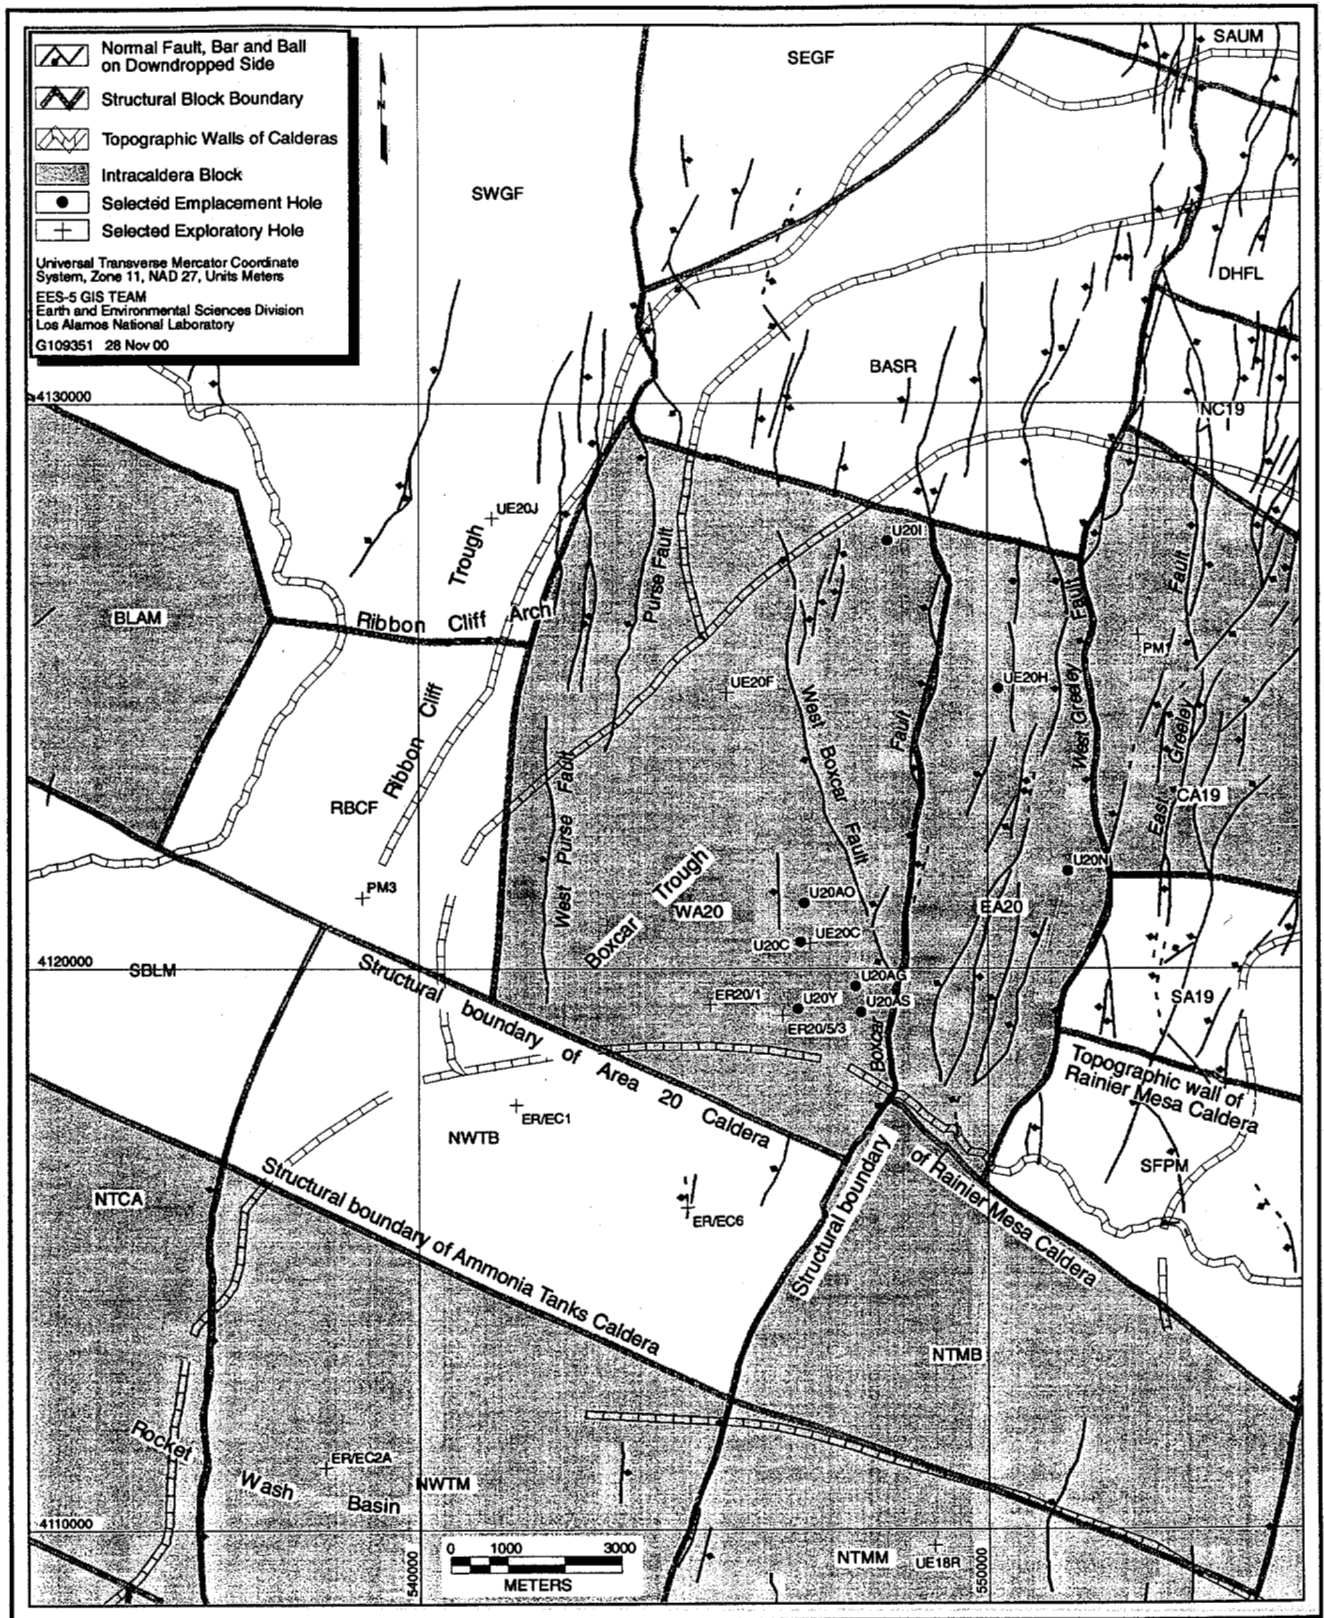 Normal Fault, Bar and Ball
on Downdropped Side
Structural Block Boundary
Topographic Walls of Calderas
Intracaldera Block
Selected Emplacement Hole
Selected Exploratory Hole
Universal Transverse Mercator Coordinate
System, Zone 11, NAD 27, Units Meters
EES-5 GIS TEAM
Earth and Environmental Sciences Division
Los Alamos National Laboratory
G109351 28 Nov 00
N
SAUM
SEGF
SWGF
DHFL
BASR
4130000
NC19
UE20J
Trough
U20I
Purse Fault
Fault
Ribbon Cliff Arch
BLAM
West Greeley Fault
PM1
UE20H
UE20F
West Boxcar Fault
Fault
Ribbon Cliff
East Greeley
West Purse Fault
RBCF
CA19
U20N
PM3
Boxcar Trough
WA20
U20AO
EA20
UE20C
U20C
4120000
SBLM
Structural boundary of Area 20 Caldera
U20AG
ER20/1
U20Y
U20AS
SA19
ER20/5/3
Boxcar
Topographic wall of
Rainier Mesa Caldera
ER/EC1
NWTB
Structural boundary
of Rainier Mesa Caldera
SFPM
NTCA
Structural boundary of Ammonia Tanks Caldera
ER/EC6
NTMB
Rocket
Wash
Basin
ER/EC2A
NWTM
4110000
540000
0 1000 3000
METERS
NTMM
UE18R
550000